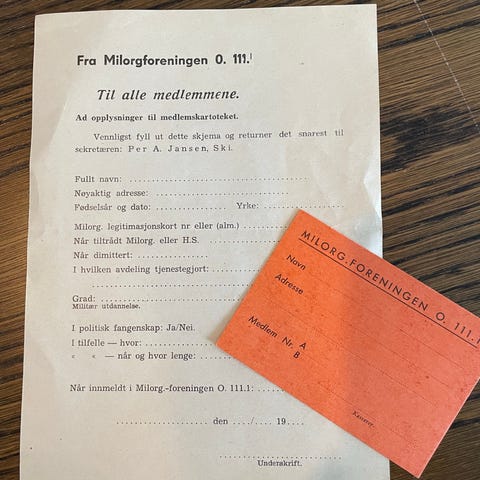 Fra Milorgforeningen O. 111.1
Til alle medlemmene.
Ad opplysninger til medlemskartoteket.
Vennligst fyll ut dette skjema og returner det snarest til
sekretæren: Per A. Jansen, Ski.
Fullt navn:
Nøyaktig adresse:
Fødselsår og dato: Yrke:
Milorg. legitimasjonskort nr eller (alm.)
Når tiltrådt Milorg. eller H.S.
Når dimittert:
I hvilken avdeling tjenestegjort:
Grad:
Militær utdannelse.
I politisk fangenskap: Ja/Nei.
I tilfelle — hvor:
« « — når og hvor lenge:
Når innmeldt i Milorg.-foreningen O. 111.1:
den ..../.... 19....
Underskrift.
MILORG.FORENINGEN O. 111.1
Navn
Adresse
Medlem Nr. A
B
Kasserer.